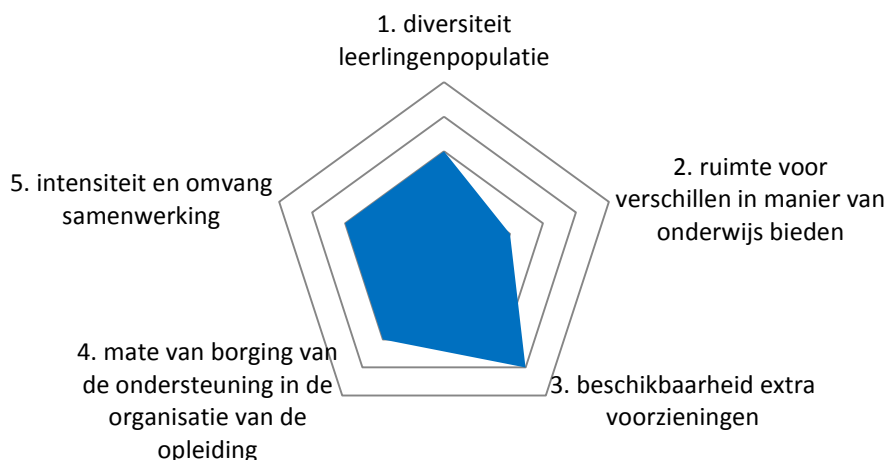 1. diversiteit
leerlingenpopulatie
2. ruimte voor
verschillen in manier van
onderwijs bieden
3. beschikbaarheid extra
voorzieningen
4. mate van borging van
de ondersteuning in de
organisatie van de
opleiding
5. intensiteit en omvang
samenwerking